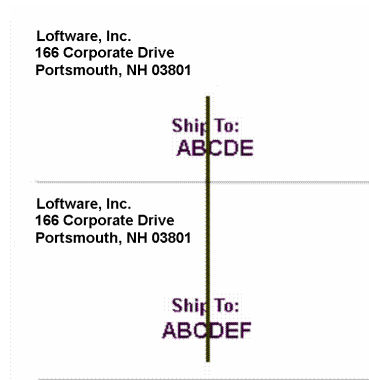 Loftware, Inc.
166 Corporate Drive
Portsmouth, NH 03801
Ship To:
ABCDE
Loftware, Inc.
166 Corporate Drive
Portsmouth, NH 03801
Ship To:
ABCDEF